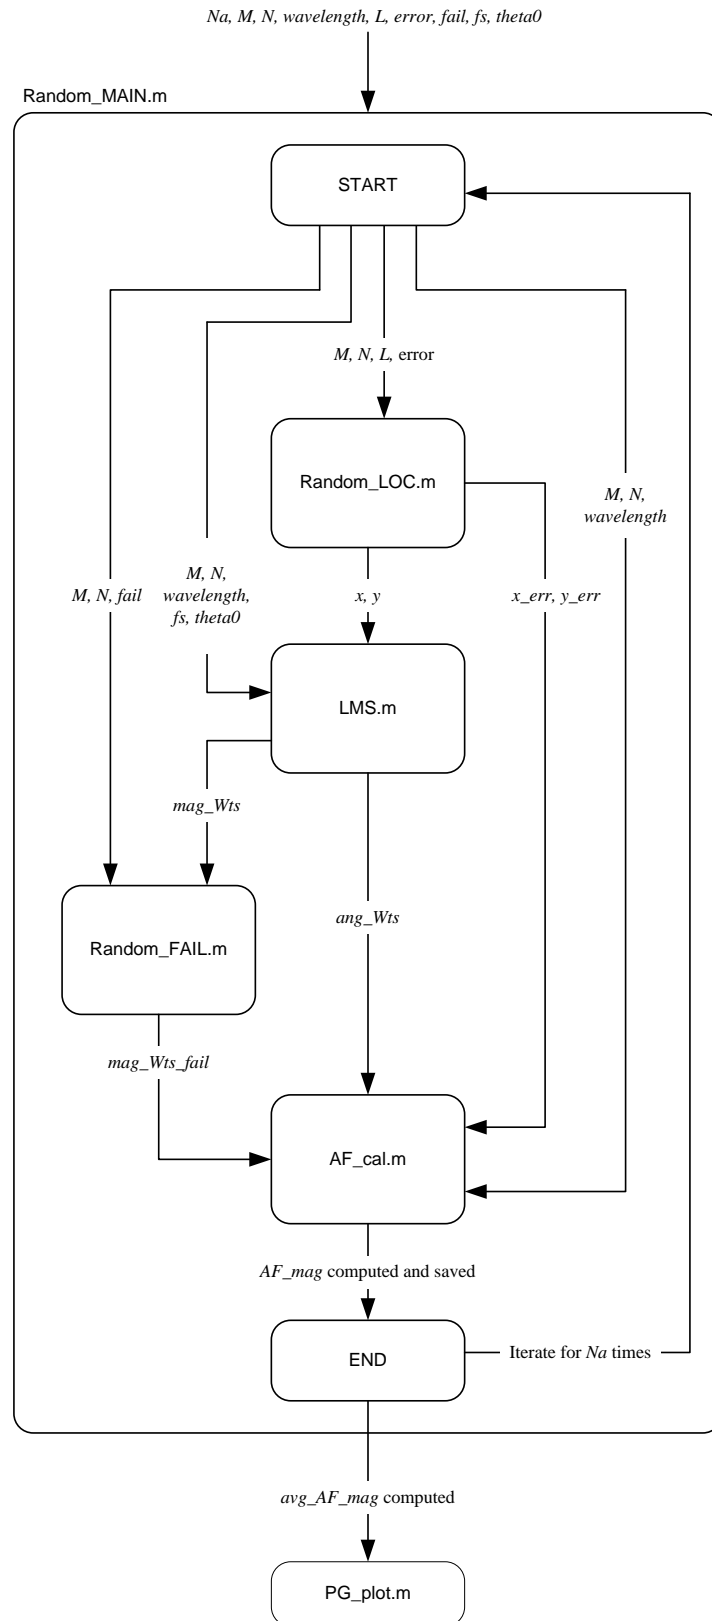 Na, M, N, wavelength, L, error, fail, fs, theta0
Random_MAIN.m
START
M, N, L, error
Random_LOC.m
M, N,
wavelength
M, N, fail
M, N,
wavelength,
fs, theta0
x, y
x_err, y_err
LMS.m
mag_Wts
ang_Wts
Random_FAIL.m
mag_Wts_fail
AF_cal.m
AF_mag computed and saved
END
Iterate for Na times
avg_AF_mag computed
PG_plot.m